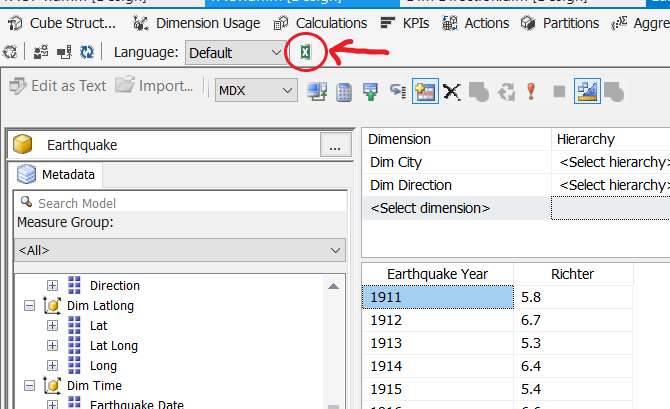 Cube Struct...
Dimension Usage
Calculations
KPIs
Actions
Partitions
Aggre
Language:
Default
Edit as Text
Import...
MDX
Earthquake
...
Metadata
Search Model
Measure Group:
<All>
Direction
Dim Latlong
Lat
Lat Long
Long
Dim Time
Earthquake Date
Dimension
Hierarchy
Dim City
<Select hierarchy>
Dim Direction
<Select hierarchy>
<Select dimension>
Earthquake Year
Richter
1911
5.8
1912
6.7
1913
5.3
1914
6.4
1915
5.4